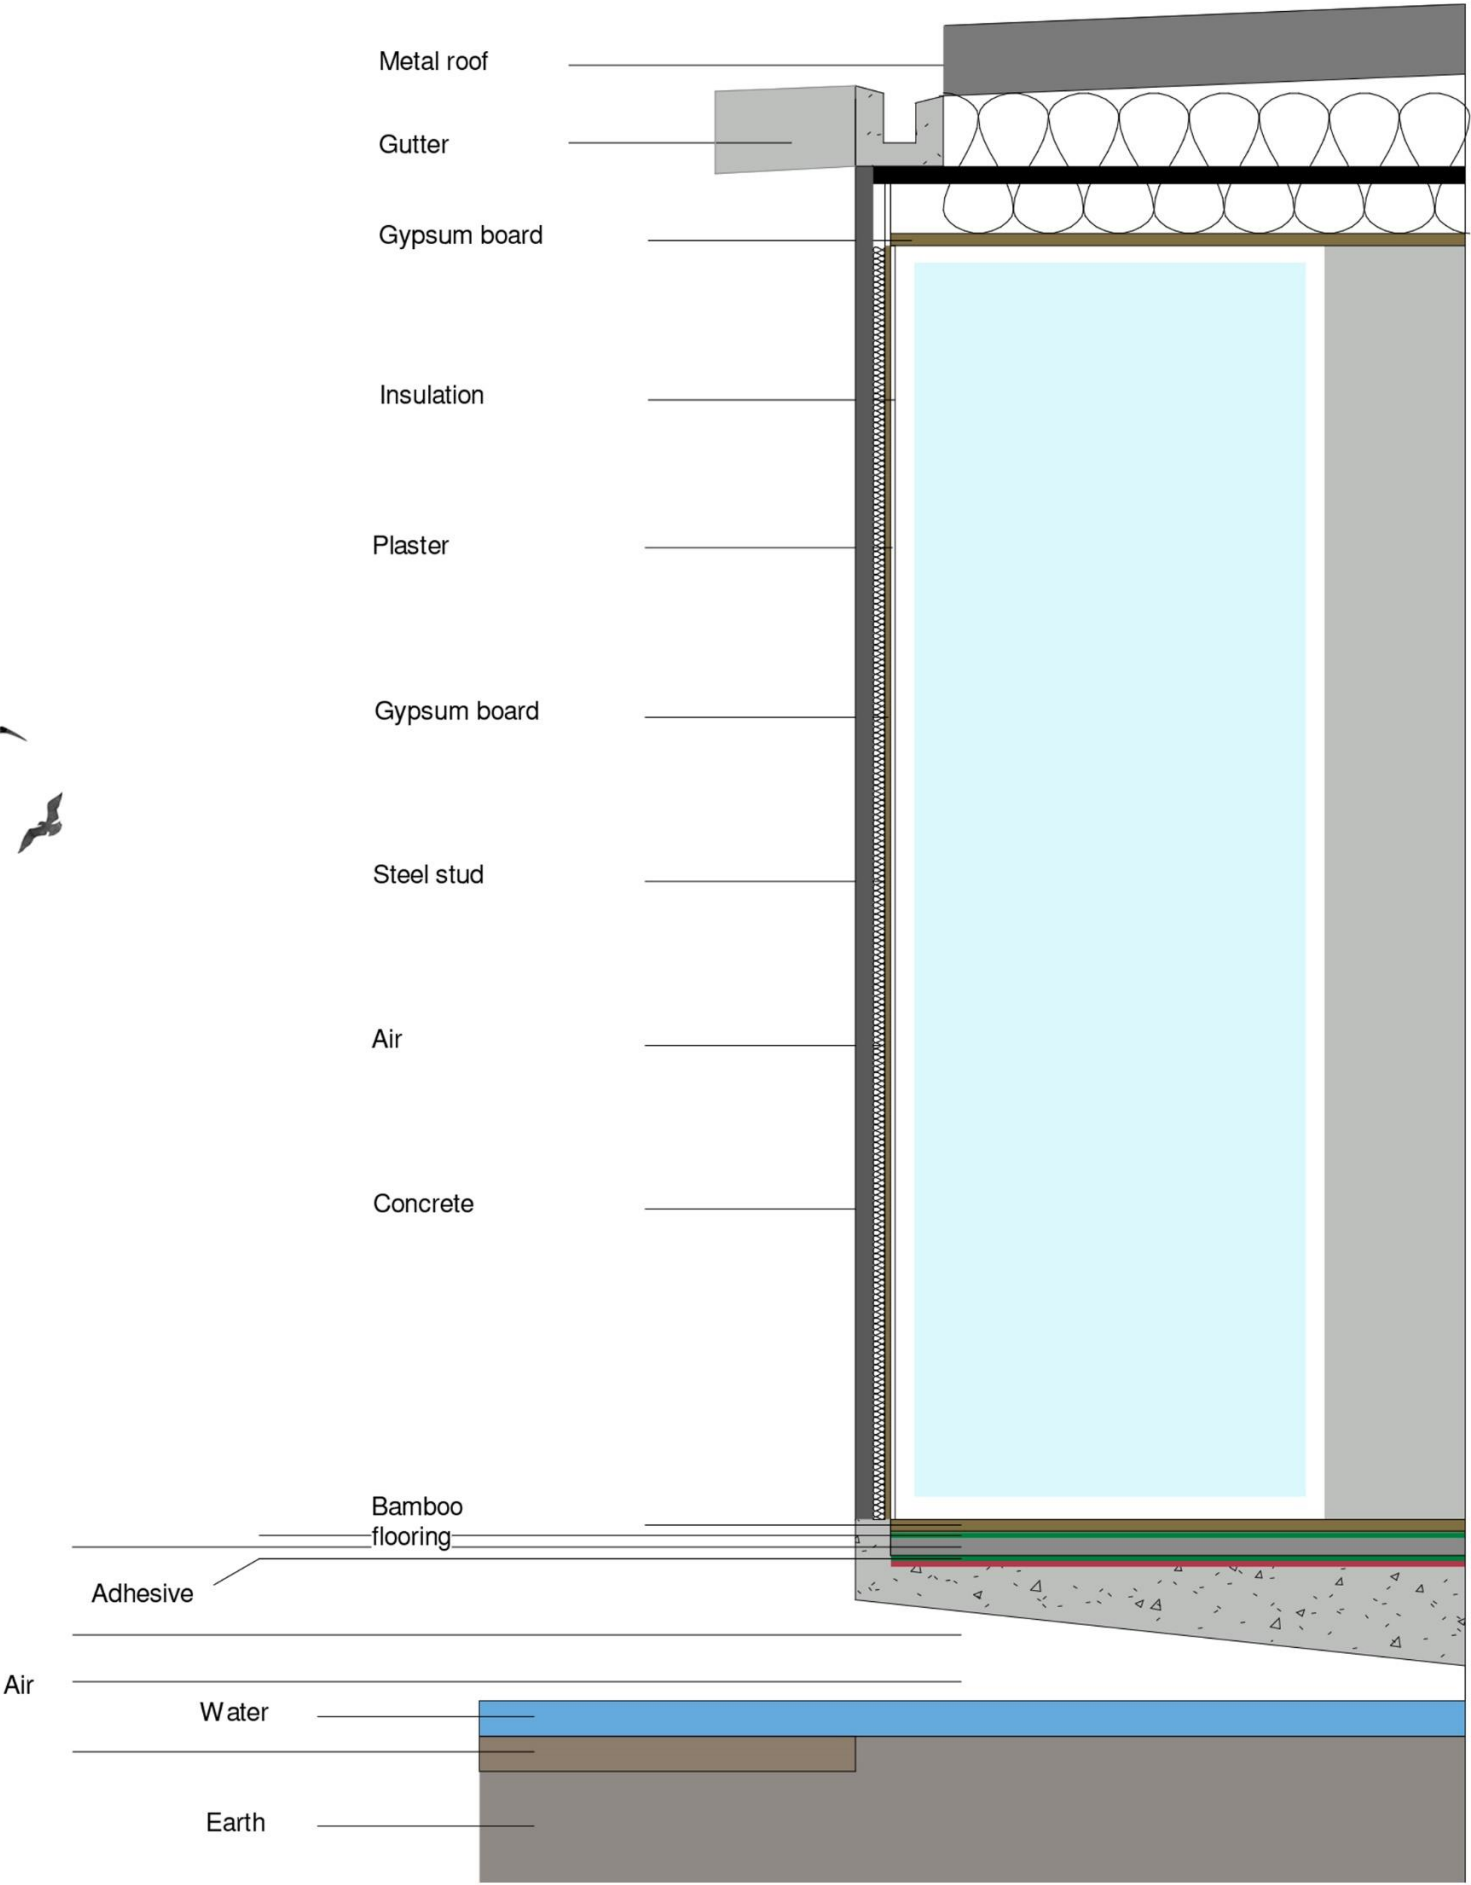 Metal roof
Gutter
Gypsum board
Insulation
Plaster
Gypsum board
Steel stud
Air
Concrete
Bamboo
flooring
Adhesive
Air
Water
Earth